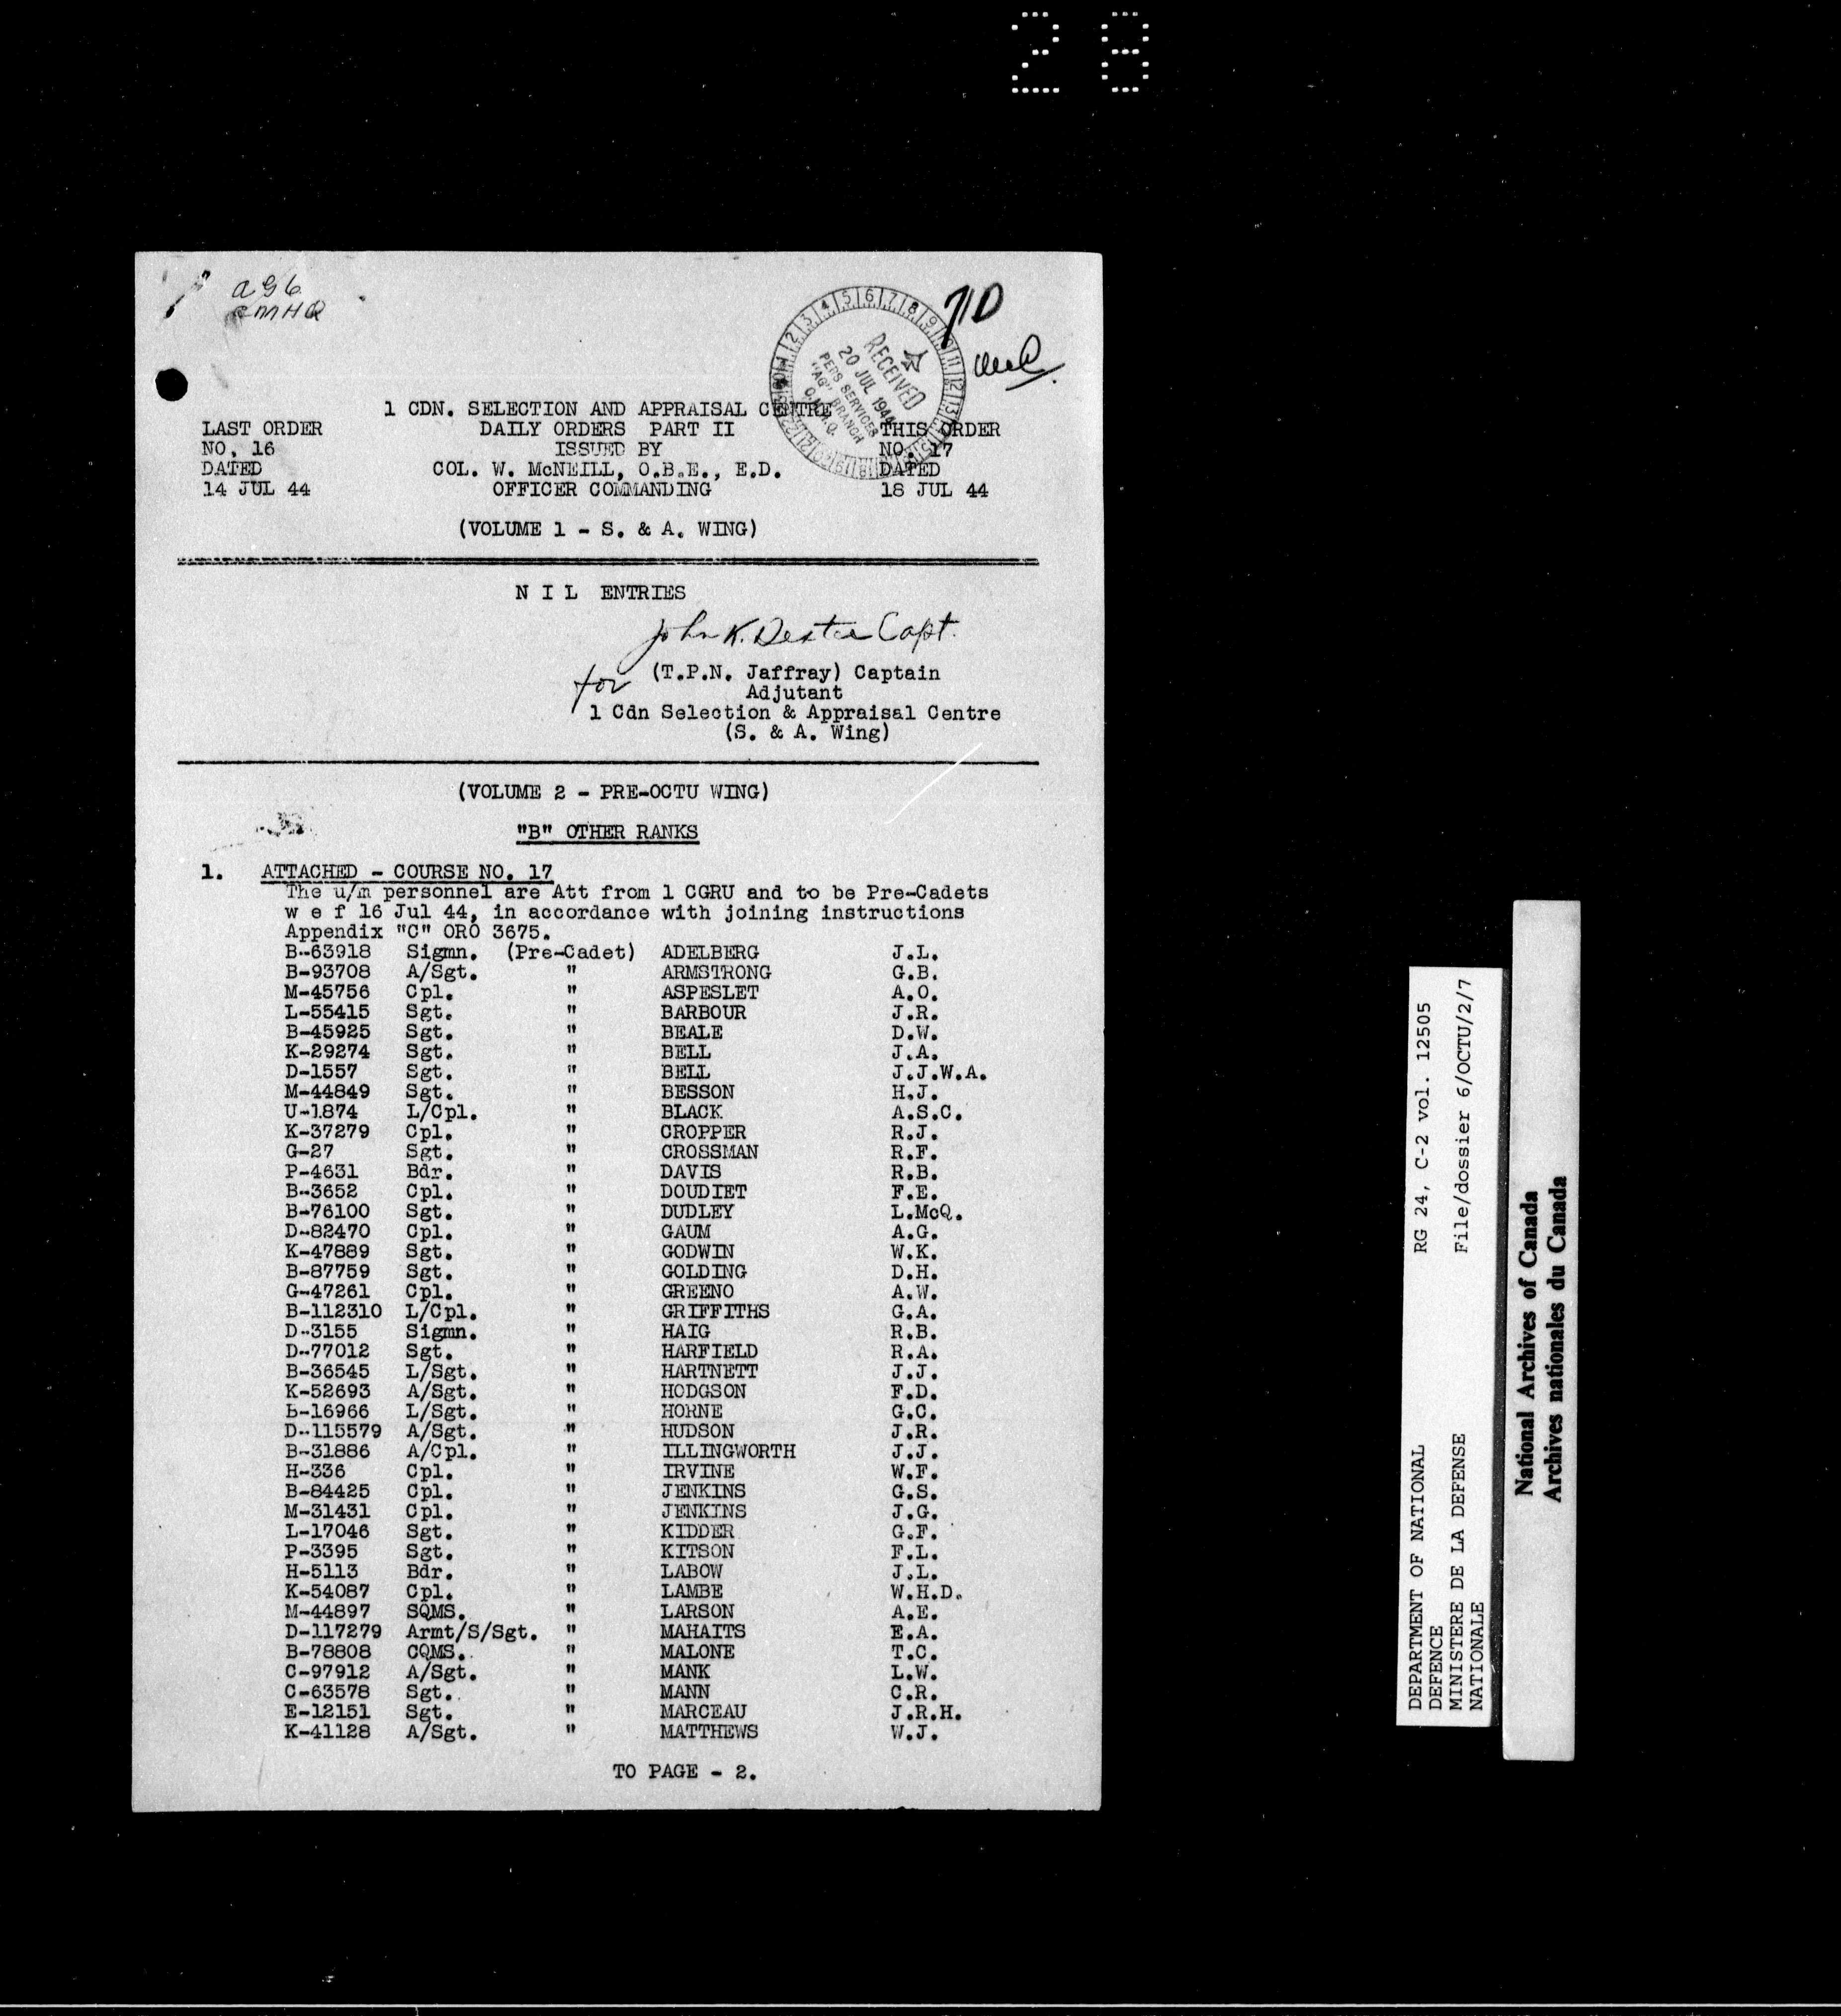 28
CMHQ
7/D
RECEIVED
20 JUL 1944
PERS SERVICES
"AG" BRANCH
C.M.H.Q.
1 CDN. SELECTION AND APPRAISAL CENTRE
LAST ORDER DAILY ORDERS PART II THIS ORDER
NO. 16 ISSUED BY NO. 17
DATED COL. W. McNEILL, O.B.E., E.D. DATED
14 JUL 44 OFFICER COMMANDING 18 JUL 44
(VOLUME 1 - S. & A. WING)
N I L ENTRIES
John K. Dexter Capt.
for (T.P.N. Jaffray) Captain
Adjutant
1 Cdn Selection & Appraisal Centre
(S. & A. Wing)
(VOLUME 2 - PRE-OCTU WING)
"B" OTHER RANKS
1. ATTACHED - COURSE NO. 17
The u/m personnel are Att from 1 CGRU and to be Pre-Cadets
w e f 16 Jul 44, in accordance with joining instructions
Appendix "C" ORO 3675.
B-63918 Sigmn. (Pre-Cadet) ADELBERG J.L.
B-93708 A/Sgt. " ARMSTRONG G.B.
M-45756 Cpl. " ASPESLET A.O.
L-55415 Sgt. " BARBOUR J.R.
B-45925 Sgt. " BEALE D.W.
K-29274 Sgt. " BELL J.A.
D-1557 Sgt. " BELL J.J.W.A.
M-44849 Sgt. " BESSON H.J.
U-1874 L/Cpl. " BLACK A.S.C.
K-37279 Cpl. " CROPPER R.J.
G-27 Sgt. " CROSSMAN R.F.
P-4631 Bdr. " DAVIS R.B.
B-3652 Cpl. " DOUDIET F.E.
B-76100 Sgt. " DUDLEY L.McQ.
D-82470 Cpl. " GAUM A.G.
K-47889 Sgt. " GODWIN W.K.
B-87759 Sgt. " GOLDING D.H.
G-47261 Cpl. " GREENO A.W.
B-112310 L/Cpl. " GRIFFITHS G.A.
D-3155 Sigmn. " HAIG R.B.
D-77012 Sgt. " HARFIELD R.A.
B-36545 L/Sgt. " HARTNETT J.J.
K-52693 A/Sgt. " HODGSON F.D.
B-16966 L/Sgt. " HORNE G.C.
D-115579 A/Sgt. " HUDSON J.R.
B-31886 A/Cpl. " ILLINGWORTH J.J.
H-336 Cpl. " IRVINE W.F.
B-84425 Cpl. " JENKINS G.S.
M-31431 Cpl. " JENKINS J.G.
L-17046 Sgt. " KIDDER G.F.
P-3395 Sgt. " KITSON F.L.
H-5113 Bdr. " LABOW J.L.
K-54087 Cpl. " LAMBE W.H.D.
M-44897 SQMS. " LARSON A.E.
D-117279 Armt/S/Sgt. " MAHAITS E.A.
B-78808 CQMS. " MALONE T.C.
C-97912 A/Sgt. " MANK L.W.
C-63578 Sgt. " MANN C.R.
E-12151 Sgt. " MARCEAU J.R.H.
K-41128 A/Sgt. " MATTHEWS W.J.
TO PAGE - 2.
DEPARTMENT OF NATIONAL RG 24, C-2 vol. 12505
DEFENCE
MINISTERE DE LA DEFENSE File/dossier 6/OCTU/2/7
NATIONALE
National Archives of Canada
Archives nationales du Canada